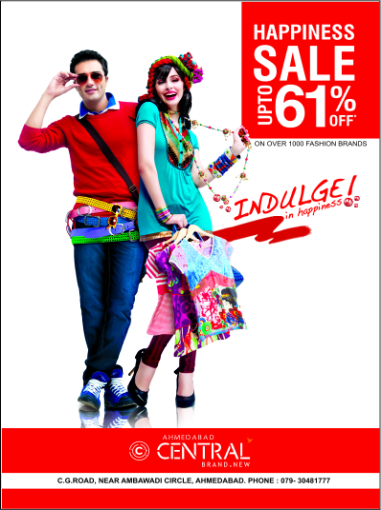 HAPPINESS
SALE
UPTO 61% OFF*
ON OVER 1000 FASHION BRANDS
INDULGE!
in happiness
AHMEDABAD
© CENTRAL
BRAND.NEW
C.G.ROAD, NEAR AMBAWADI CIRCLE, AHMEDABAD. PHONE : 079- 30481777